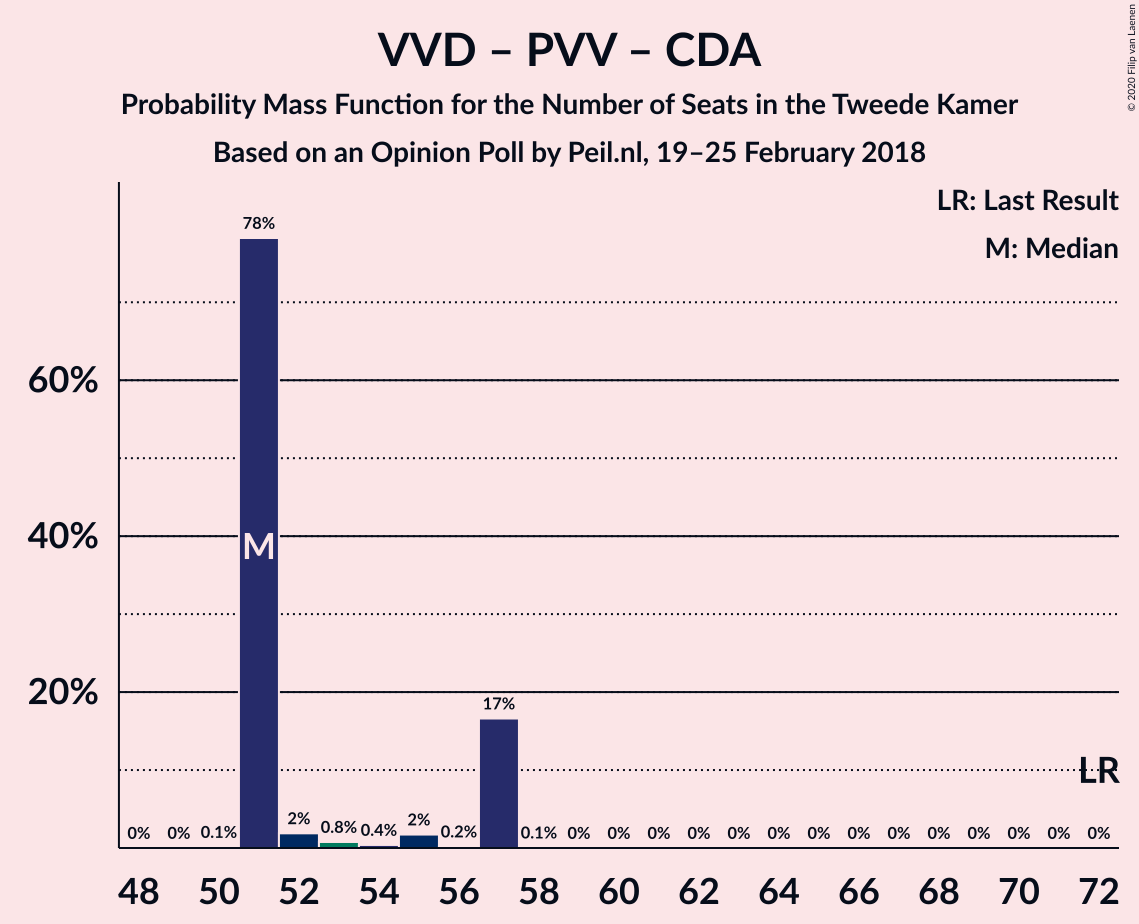 © 2020 Filip van Laenen
VVD – PVV – CDA
Probability Mass Function for the Number of Seats in the Tweede Kamer
Based on an Opinion Poll by Peil.nl, 19–25 February 2018
LR: Last Result
M: Median
78%
60%
40%
M
20%
17%
LR
0% 0% 0.1% 2% 0.8% 0.4% 2% 0.2% 0.1% 0% 0% 0% 0% 0% 0% 0% 0% 0% 0% 0% 0% 0% 0%
48 50 52 54 56 58 60 62 64 66 68 70 72